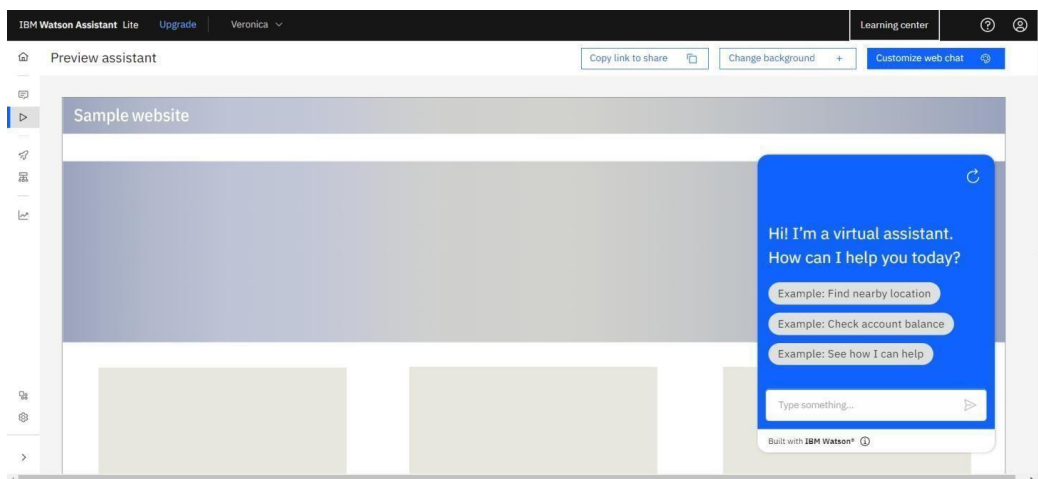 IBM Watson Assistant Lite Upgrade Veronica Learning center
Preview assistant Copy link to share Change background + Customize web chat
Sample website
Hi! I'm a virtual assistant.
How can I help you today?
Example: Find nearby location
Example: Check account balance
Example: See how I can help
Type something...
Built with IBM Watson®